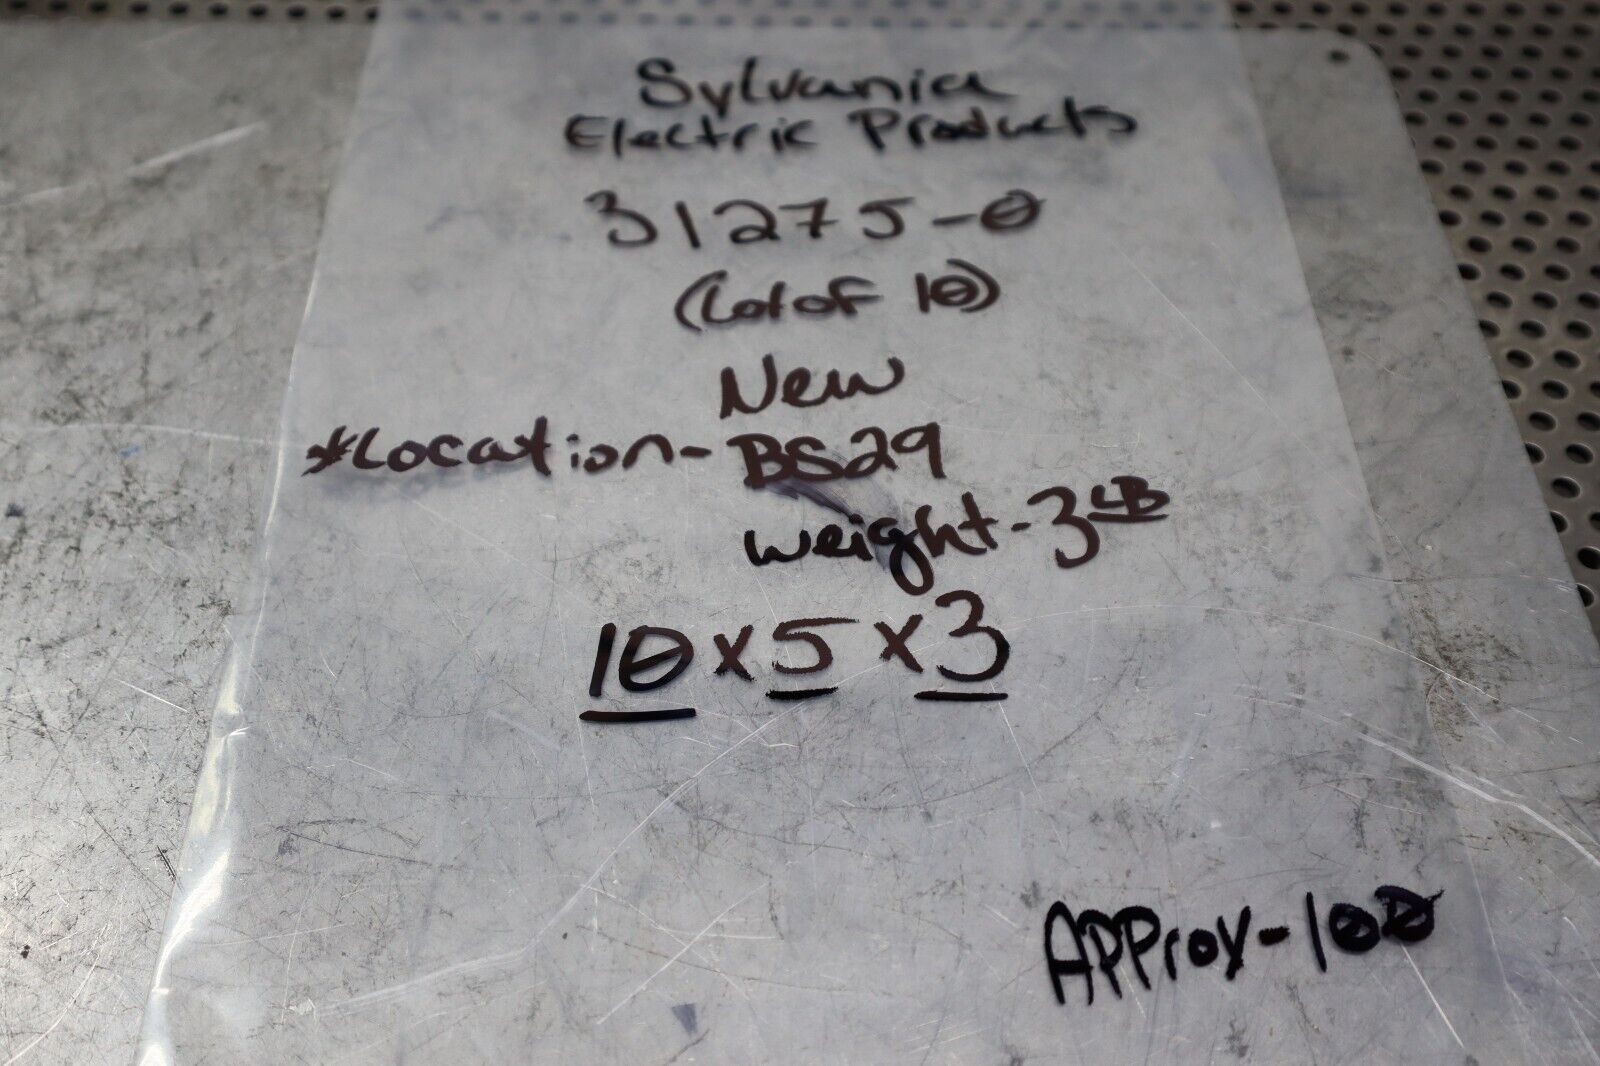 Sylvania
Electric Products
31275-0
(Lot of 10)
New
*Location-BS29
weight-3LB
10x5x3
APProx-100